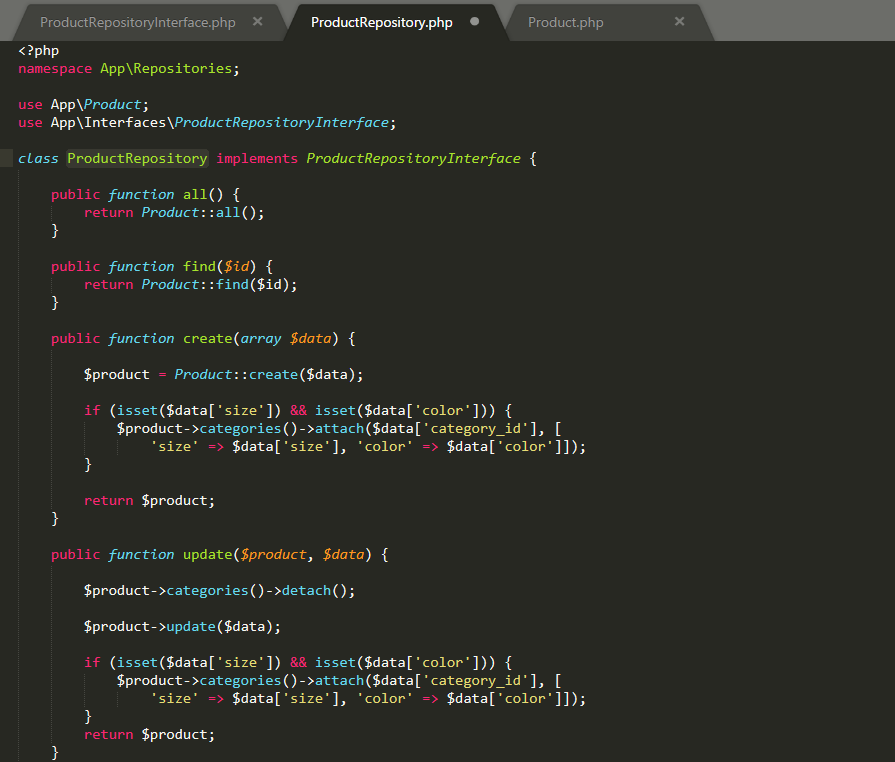 ProductRepositoryInterface.php × ProductRepository.php ● Product.php ×
<?php
namespace App\Repositories;
use App\Product;
use App\Interfaces\ProductRepositoryInterface;
class ProductRepository implements ProductRepositoryInterface {
    public function all() {
        return Product::all();
    }
    public function find($id) {
        return Product::find($id);
    }
    public function create(array $data) {
        $product = Product::create($data);
        if (isset($data['size']) && isset($data['color'])) {
            $product->categories()->attach($data['category_id'], [
                'size' => $data['size'], 'color' => $data['color']]);
        }
        return $product;
    }
    public function update($product, $data) {
        $product->categories()->detach();
        $product->update($data);
        if (isset($data['size']) && isset($data['color'])) {
            $product->categories()->attach($data['category_id'], [
                'size' => $data['size'], 'color' => $data['color']]);
        }
        return $product;
    }